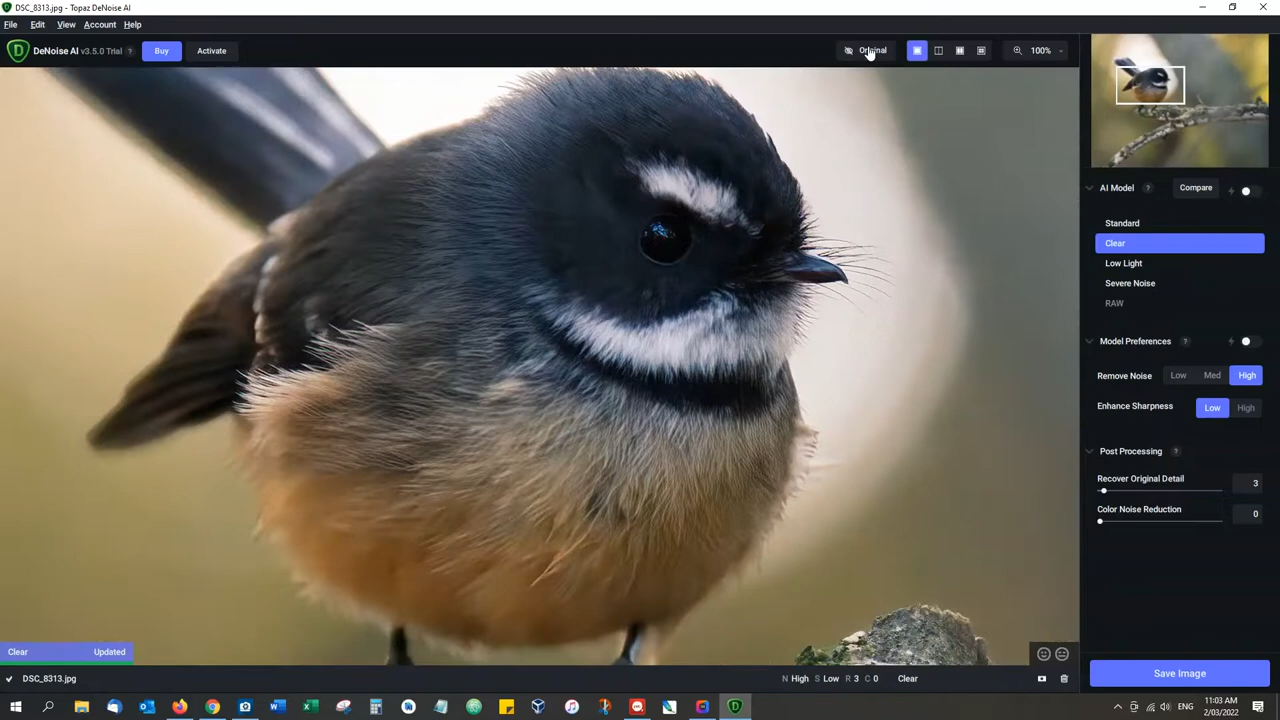 DSC_8313.jpg - Topaz DeNoise AI
File Edit View Account Help
DeNoise AI v3.5.0 Trial ? Buy Activate Original 100%
AI Model ? Compare
Standard
Clear
Low Light
Severe Noise
RAW
Model Preferences ?
Remove Noise Low Med High
Enhance Sharpness Low High
Post Processing ?
Recover Original Detail 3
Color Noise Reduction 0
Clear Updated
DSC_8313.jpg N High S Low R 3 C 0 Clear
Save Image
ENG 11:03 AM
2/03/2022